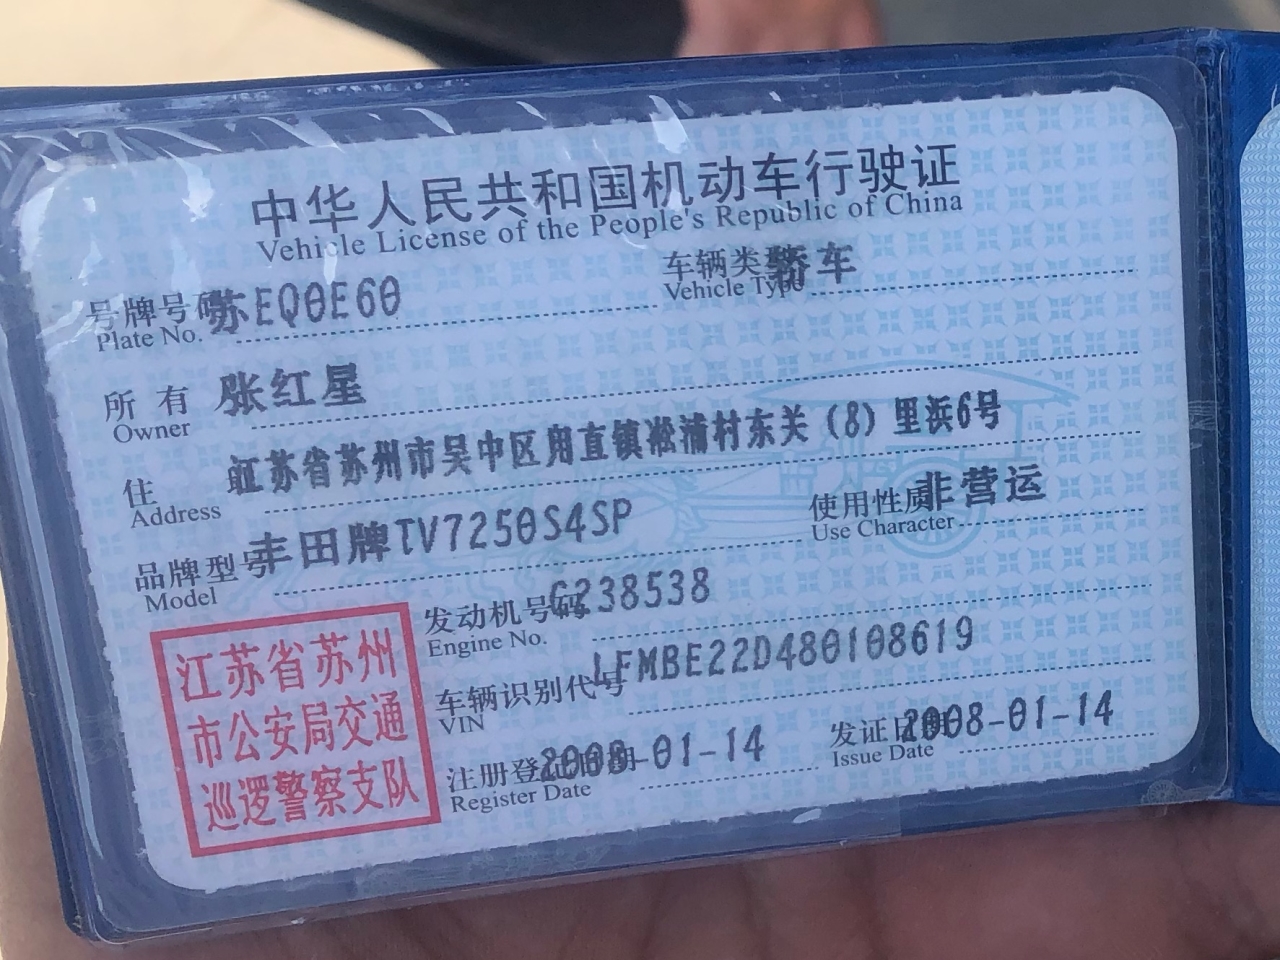 中华人民共和国机动车行驶证
Vehicle License of the People's Republic of China
号牌号码 苏EQ0E60 车辆类 轿车
Plate No. Vehicle Type
所有 张红星
Owner
住 江苏省苏州市吴中区甪直镇淞浦村东关(8)里浜6号
Address
品牌型号 丰田牌TV7250S4SP 使用性质 非营运
Model Use Character
发动机号码 C238538
Engine No.
车辆识别代号 LFMBE22D480108619
VIN
注册登记日期 2008-01-14 发证日期 2008-01-14
Register Date Issue Date
江苏省苏州
市公安局交通
巡逻警察支队